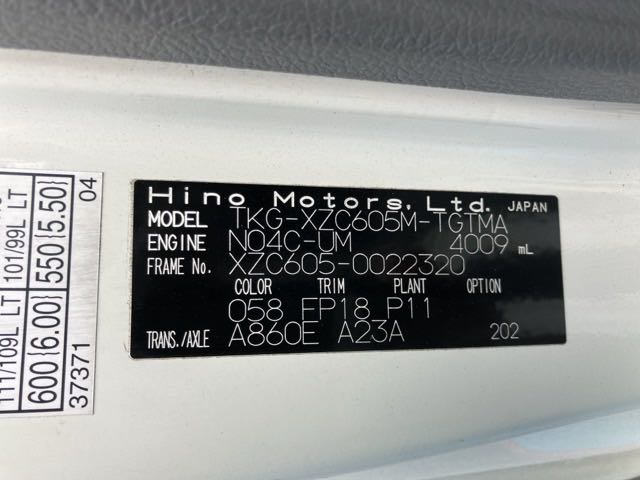 Hino Motors, Ltd. JAPAN
MODEL TKG-XZC605M-TGTMA
ENGINE N04C-UM 4009 mL
FRAME No. XZC605-0022320
COLOR TRIM PLANT OPTION
058 FP18 P11
TRANS./AXLE A860E A23A 202
111/109L LT 101/99L LT
600{6.00} 550{5.50}
37371 04